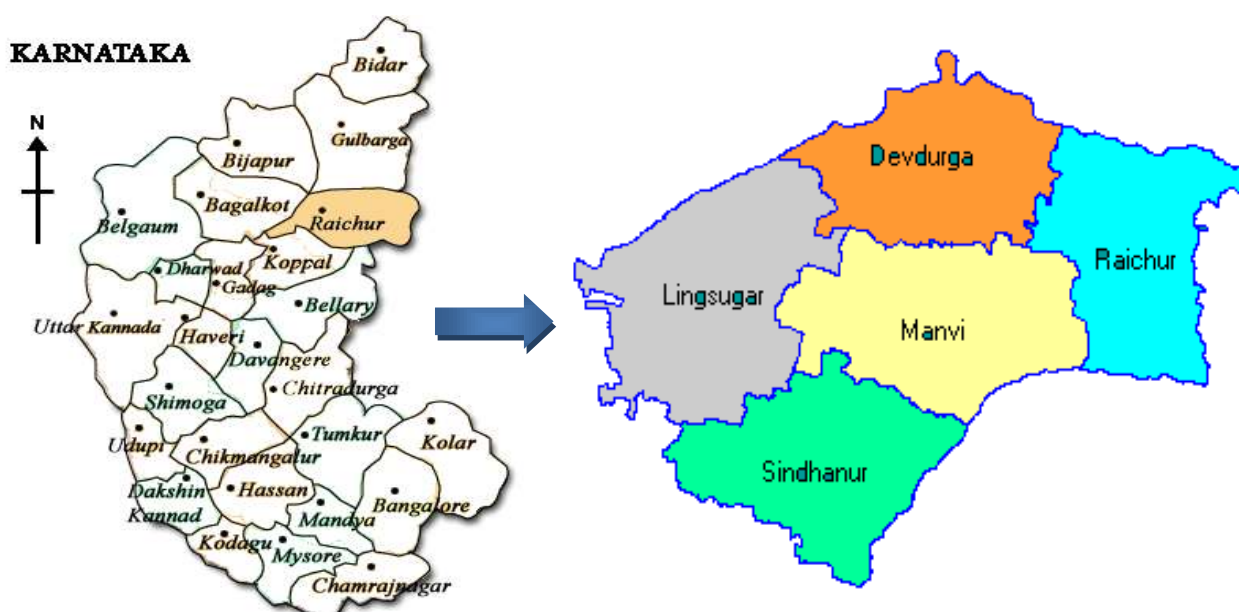 KARNATAKA
N
Bidar
Gulbarga
Bijapur
Bagalkot
Raichur
Belgaum
Koppal
Dharwad
Gadag
Bellary
Uttar Kannada
Haveri
Davangere
Chitradurga
Shimoga
Udupi
Tumkur
Kolar
Chikmangalur
Dakshin
Kannad
Hassan
Bangalore
Mandya
Kodagu
Mysore
Chamrajnagar
Devdurga
Raichur
Lingsugar
Manvi
Sindhanur